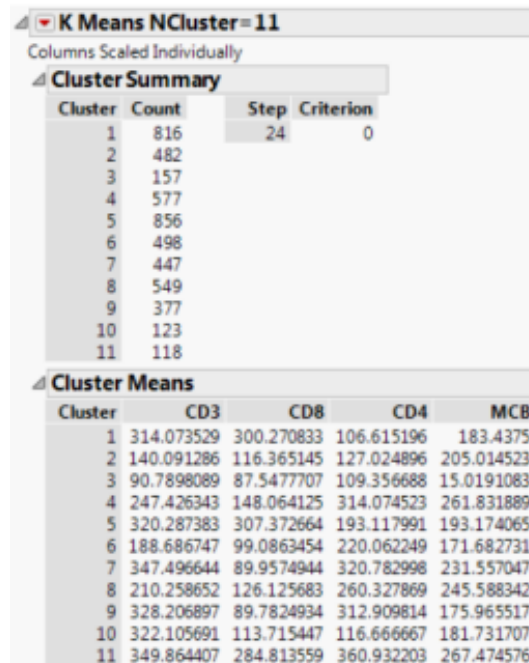 K Means NCluster=11
Columns Scaled Individually
Cluster Summary
Cluster Count Step Criterion
1 816 24 0
2 482
3 157
4 577
5 856
6 498
7 447
8 549
9 377
10 123
11 118
Cluster Means
Cluster CD3 CD8 CD4 MCB
1 314.073529 300.270833 106.615196 183.4375
2 140.091286 116.365145 127.024896 205.014523
3 90.7898089 87.5477707 109.356688 15.0191083
4 247.426343 148.064125 314.074523 261.831889
5 320.287383 307.372664 193.117991 193.174065
6 188.686747 99.0863454 220.062249 171.682731
7 347.496644 89.9574944 320.782998 231.557047
8 210.258652 126.125683 260.327869 245.588342
9 328.206897 89.7824934 312.909814 175.965517
10 322.105691 113.715447 116.666667 181.731707
11 349.864407 284.813559 360.932203 267.474576